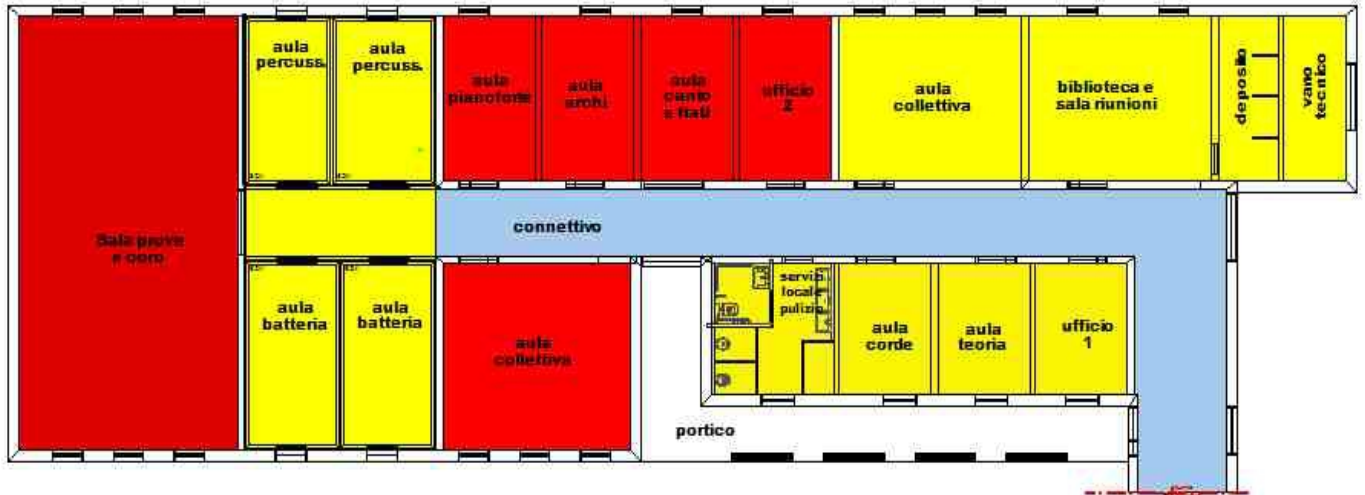 aula
percuss.
aula
percuss.
aula
pianoforte
aula
archi
aula
canto
e fiati
ufficio
2
aula
collettiva
biblioteca e
sala riunioni
deposito
vano
tecnico
Sala prove
e coro
connettivo
aula
batteria
aula
batteria
aula
collettiva
servizi
locale
pulizia
aula
corde
aula
teoria
ufficio
1
portico